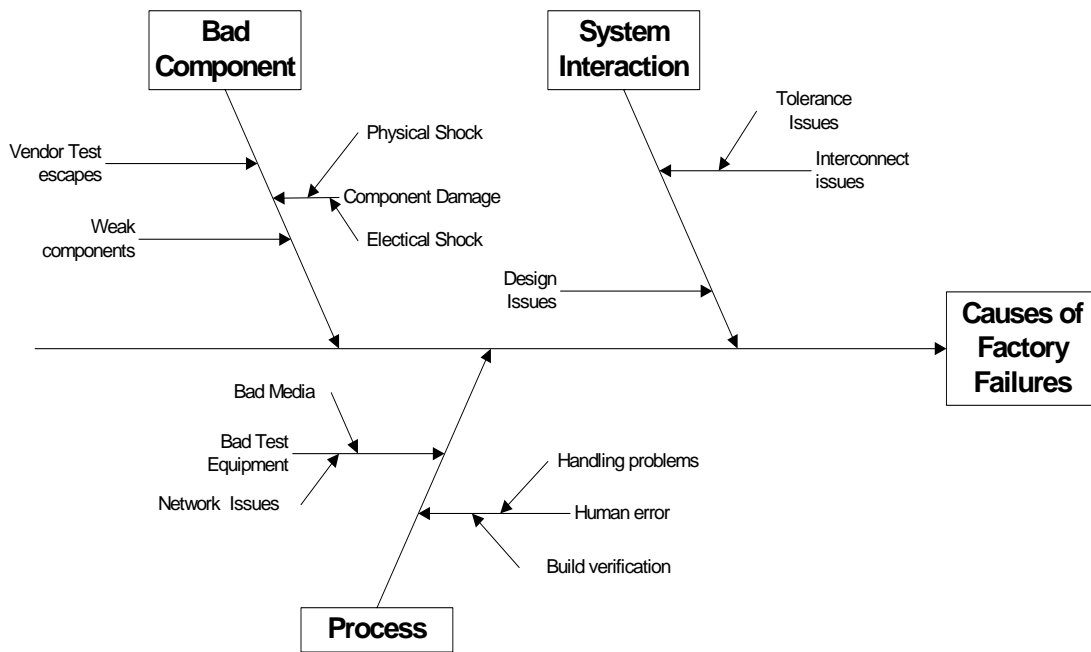 Bad
Component
System
Interaction
Tolerance
Issues
Physical Shock
Vendor Test
escapes
Interconnect
issues
Component Damage
Weak
components
Electical Shock
Design
Issues
Causes of
Factory
Failures
Bad Media
Bad Test
Equipment
Handling problems
Network Issues
Human error
Build verification
Process